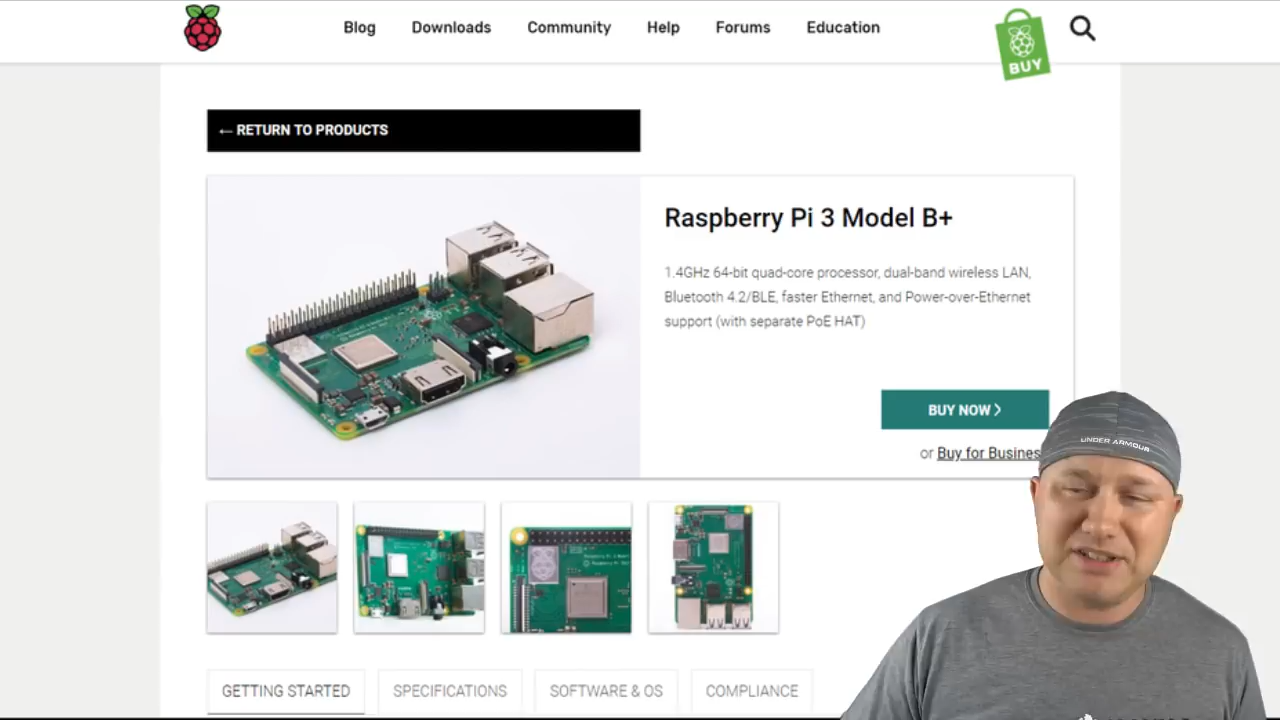 Blog Downloads Community Help Forums Education
BUY
← RETURN TO PRODUCTS
Raspberry Pi 3 Model B+
1.4GHz 64-bit quad-core processor, dual-band wireless LAN,
Bluetooth 4.2/BLE, faster Ethernet, and Power-over-Ethernet
support (with separate PoE HAT)
BUY NOW
or Buy for Busines
UNDER ARMOUR
GETTING STARTED SPECIFICATIONS SOFTWARE & OS COMPLIANCE